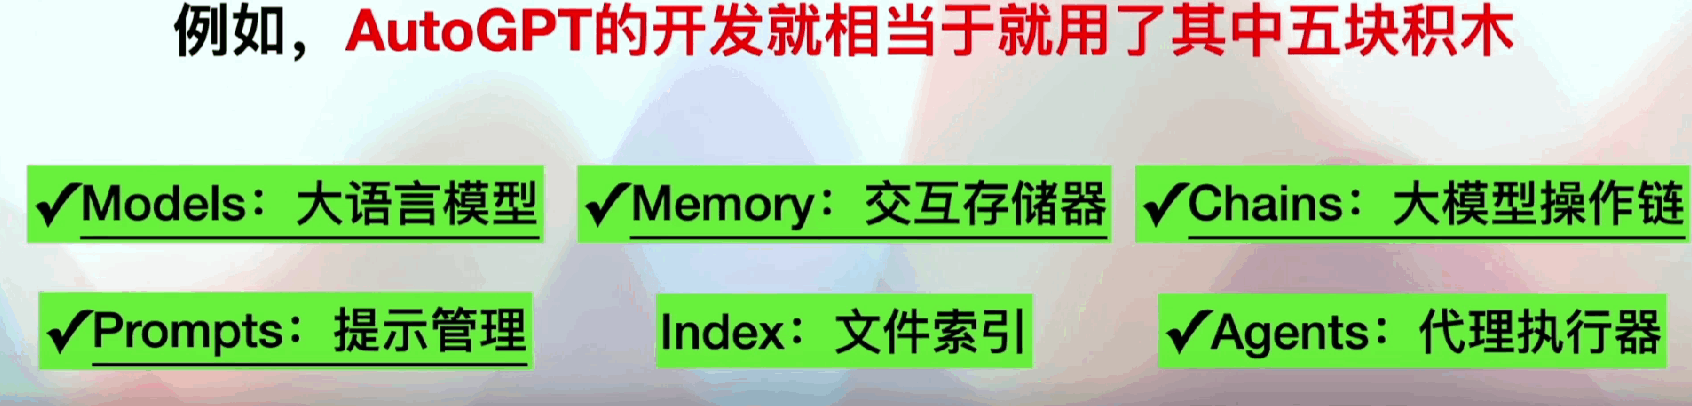 例如，AutoGPT的开发就相当于就用了其中五块积木
✓Models：大语言模型 ✓Memory：交互存储器 ✓Chains：大模型操作链
✓Prompts：提示管理 Index：文件索引 ✓Agents：代理执行器